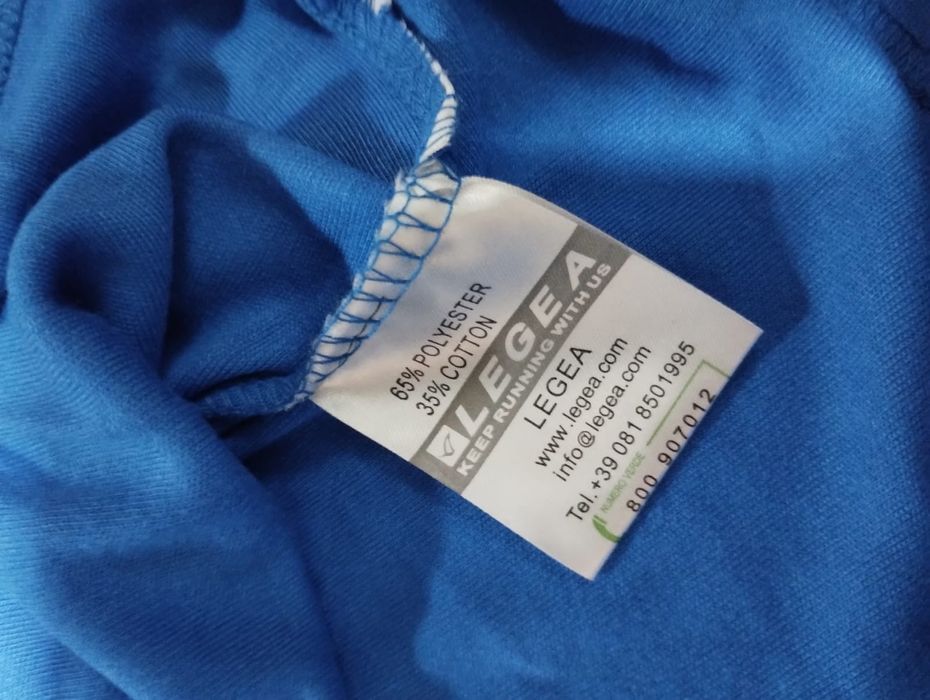 65% POLYESTER
35% COTTON
LEGEA
KEEP RUNNING WITH US
LEGEA
www.legea.com
info@legea.com
Tel.+39 081 8501995
NUMERO VERDE
800 907012